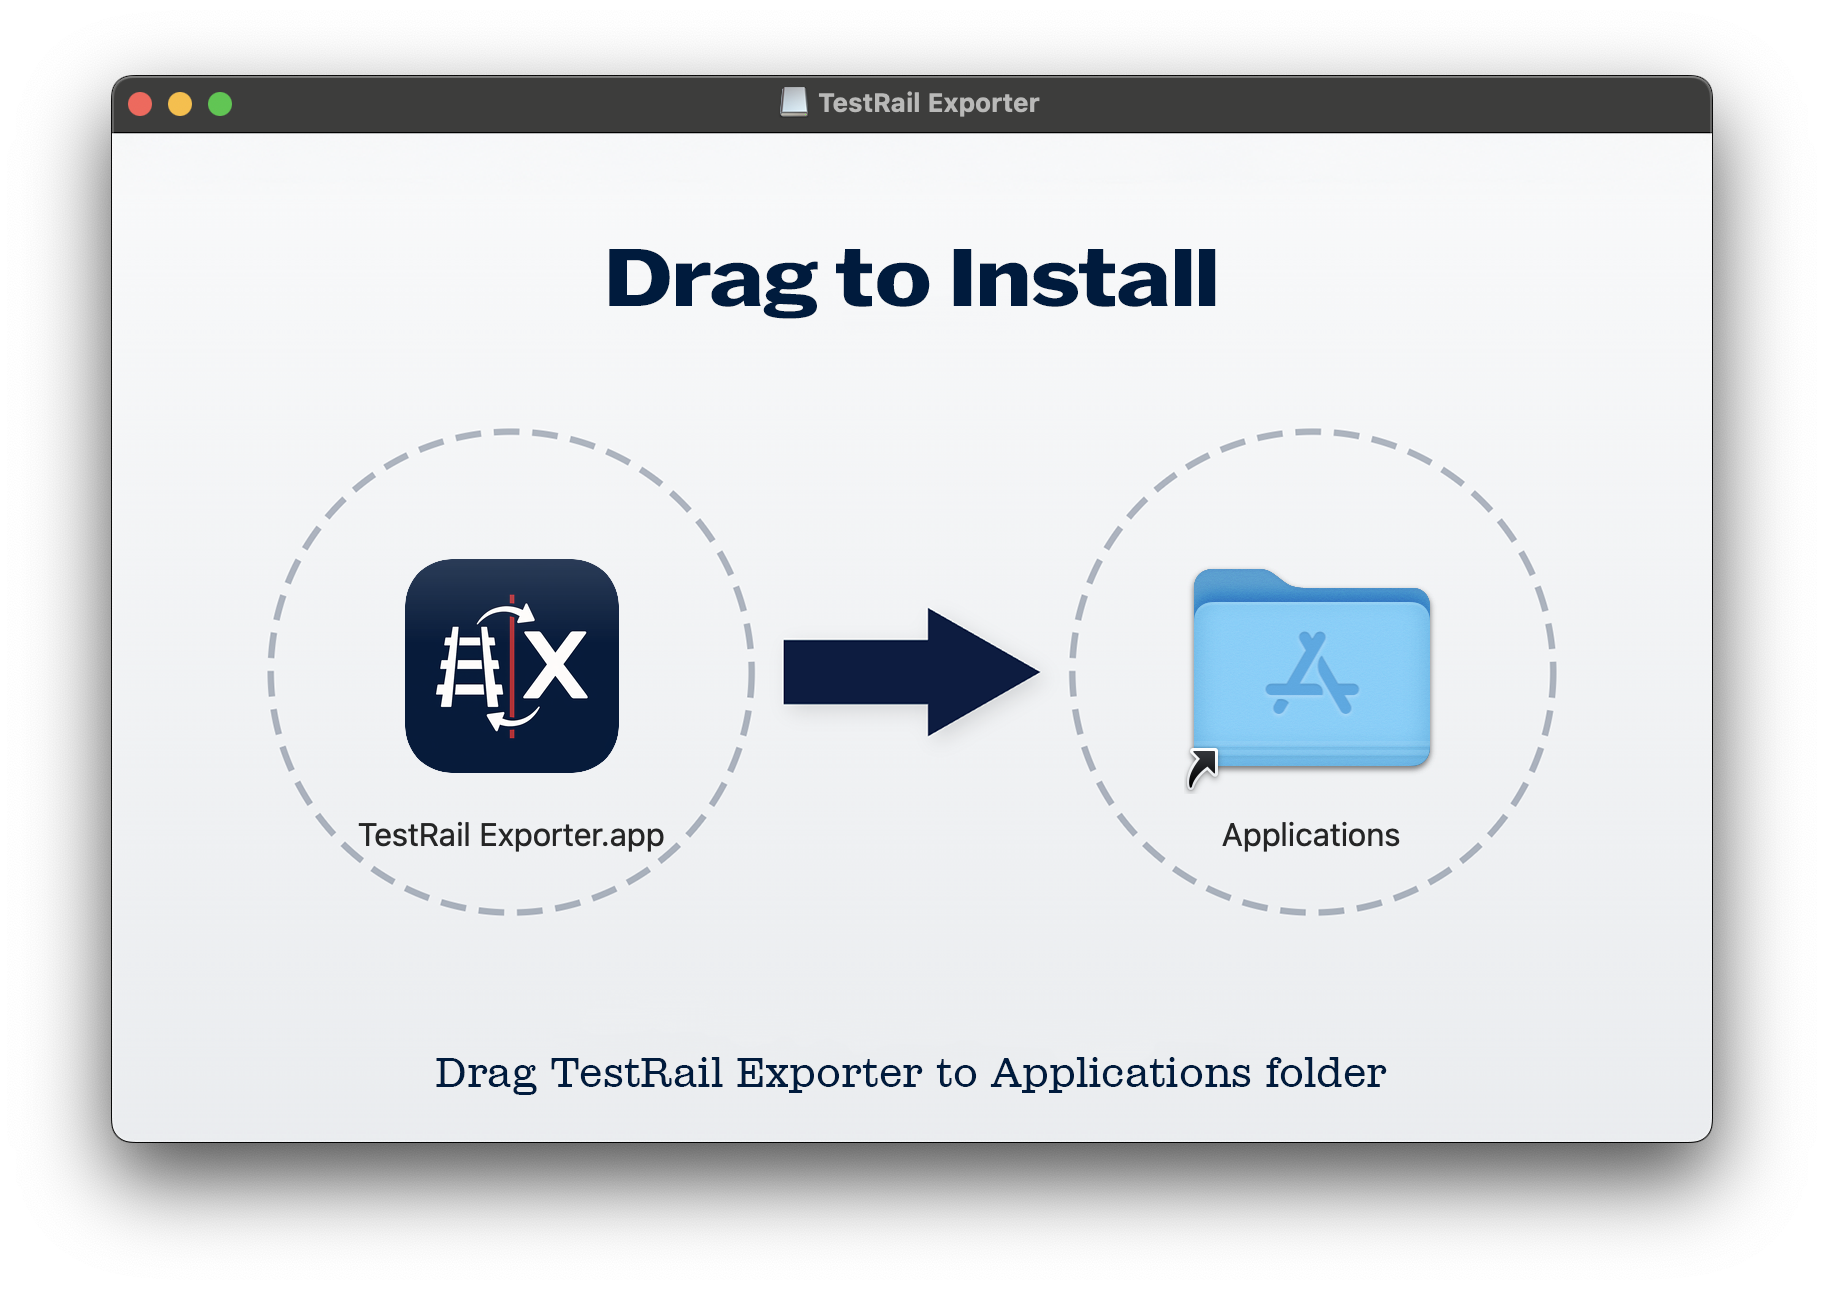 TestRail Exporter
Drag to Install
X
TestRail Exporter.app
Applications
Drag TestRail Exporter to Applications folder